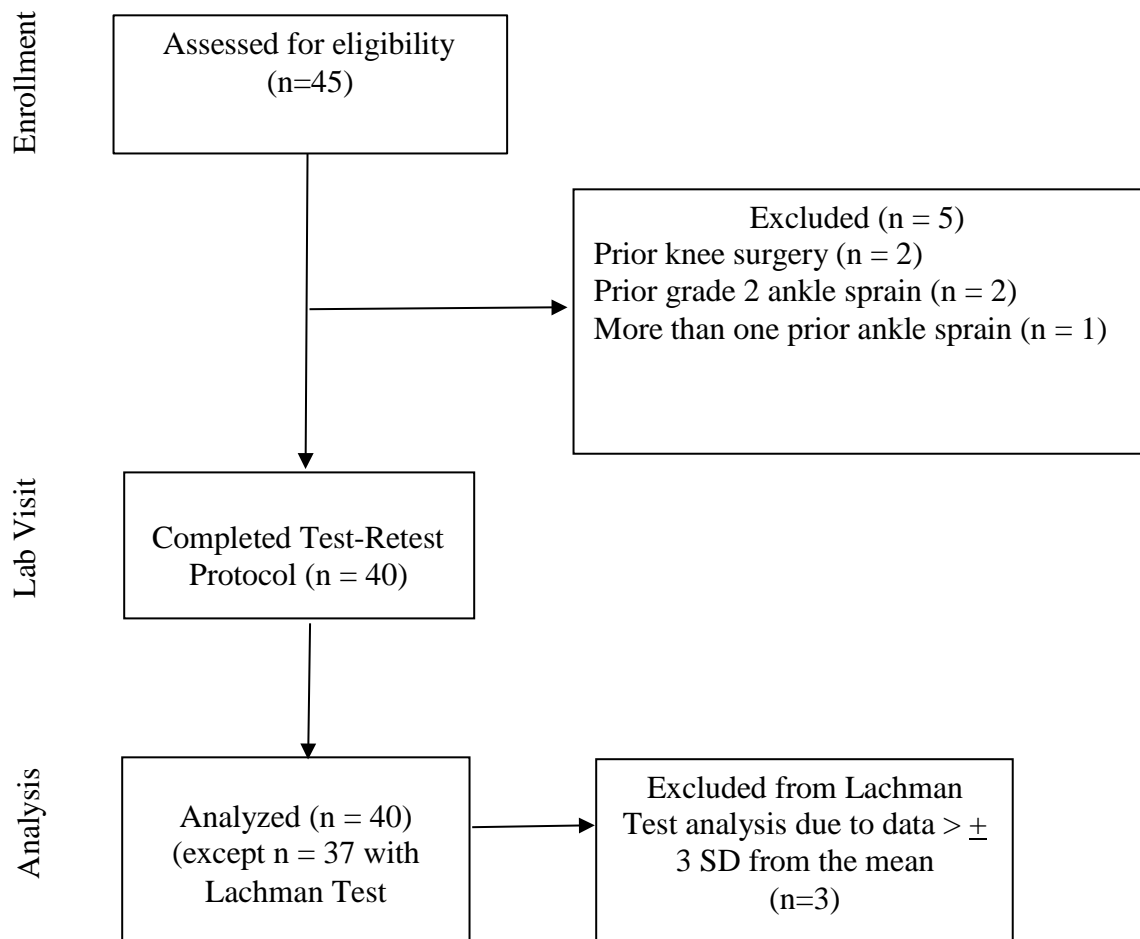 Enrollment
Assessed for eligibility
(n=45)
Excluded (n = 5)
Prior knee surgery (n = 2)
Prior grade 2 ankle sprain (n = 2)
More than one prior ankle sprain (n = 1)
Lab Visit
Completed Test-Retest
Protocol (n = 40)
Analysis
Analyzed (n = 40)
(except n = 37 with
Lachman Test
Excluded from Lachman
Test analysis due to data > ±
3 SD from the mean
(n=3)